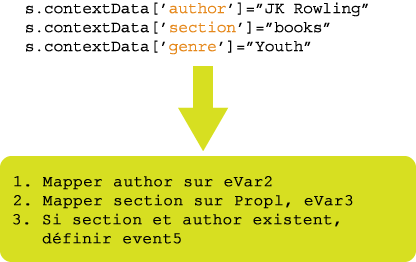 s.contextData['author']=”JK Rowling”
s.contextData['section']=”books”
s.contextData['genre']=”Youth”
1. Mapper author sur eVar2
2. Mapper section sur Propl, eVar3
3. Si section et author existent,
définir event5